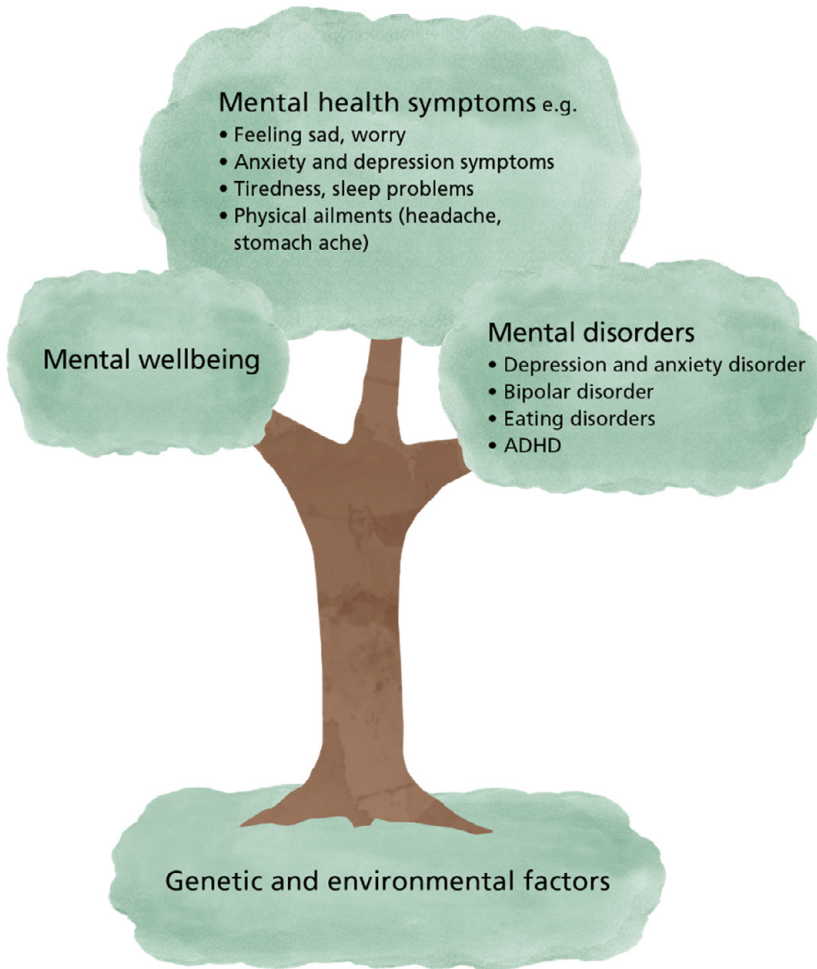 Mental health symptoms e.g.
• Feeling sad, worry
• Anxiety and depression symptoms
• Tiredness, sleep problems
• Physical ailments (headache,
stomach ache)
Mental wellbeing
Mental disorders
• Depression and anxiety disorder
• Bipolar disorder
• Eating disorders
• ADHD
Genetic and environmental factors